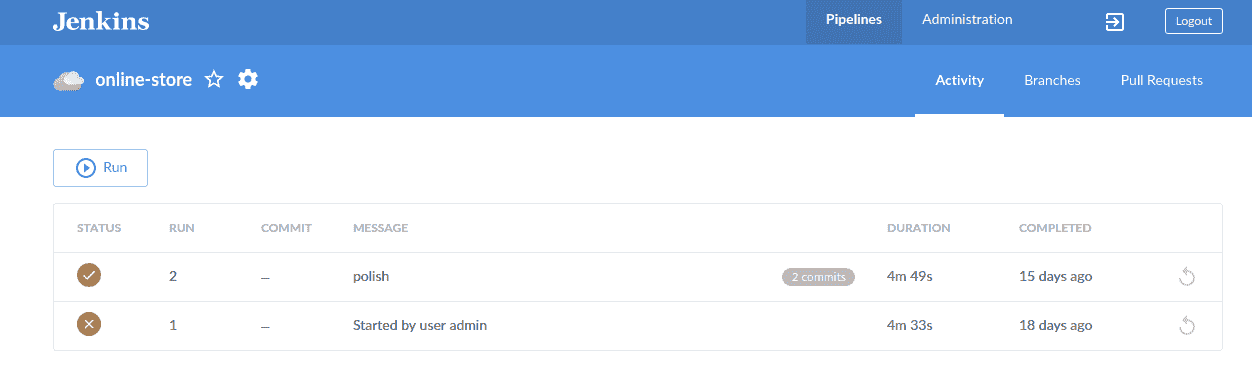 Jenkins Pipelines Administration Logout
online-store Activity Branches Pull Requests
Run
STATUS RUN COMMIT MESSAGE DURATION COMPLETED
2 – polish 2 commits 4m 49s 15 days ago
1 – Started by user admin 4m 33s 18 days ago